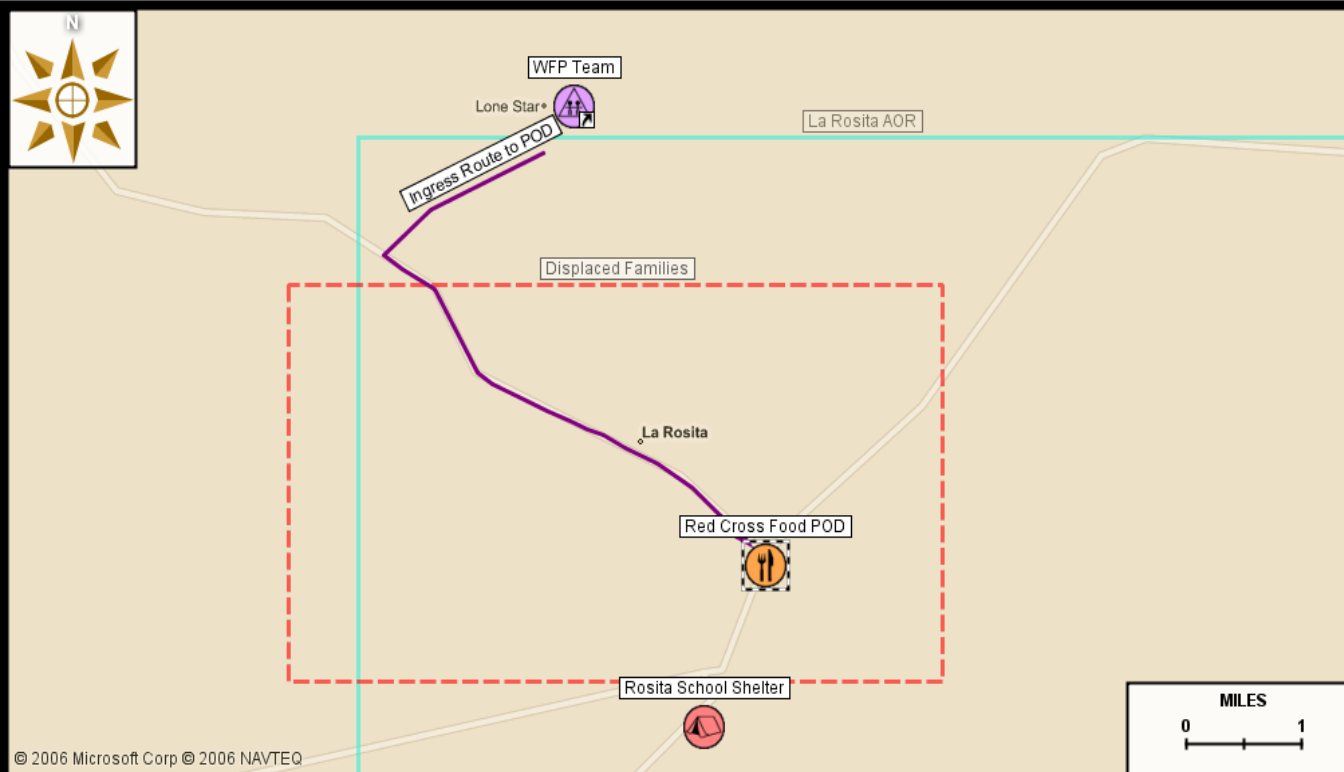 N
WFP Team
Lone Star
La Rosita AOR
Ingress Route to POD
Displaced Families
La Rosita
Red Cross Food POD
Rosita School Shelter
MILES
0 1
© 2006 Microsoft Corp © 2006 NAVTEQ